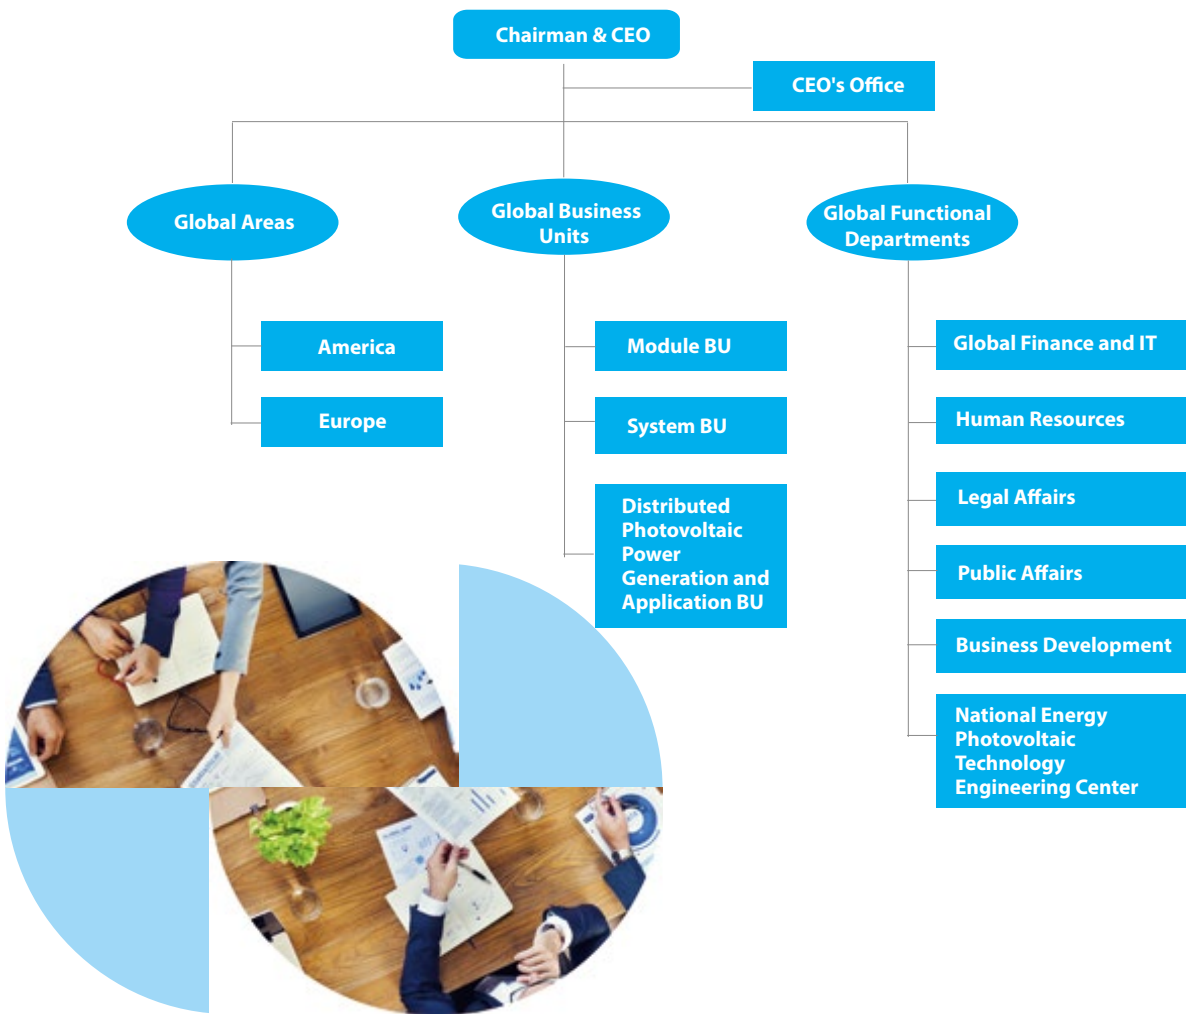 Chairman & CEO
CEO's Office
Global Areas
Global Business
Units
Global Functional
Departments
America
Europe
Module BU
System BU
Distributed
Photovoltaic
Power
Generation and
Application BU
Global Finance and IT
Human Resources
Legal Affairs
Public Affairs
Business Development
National Energy
Photovoltaic
Technology
Engineering Center